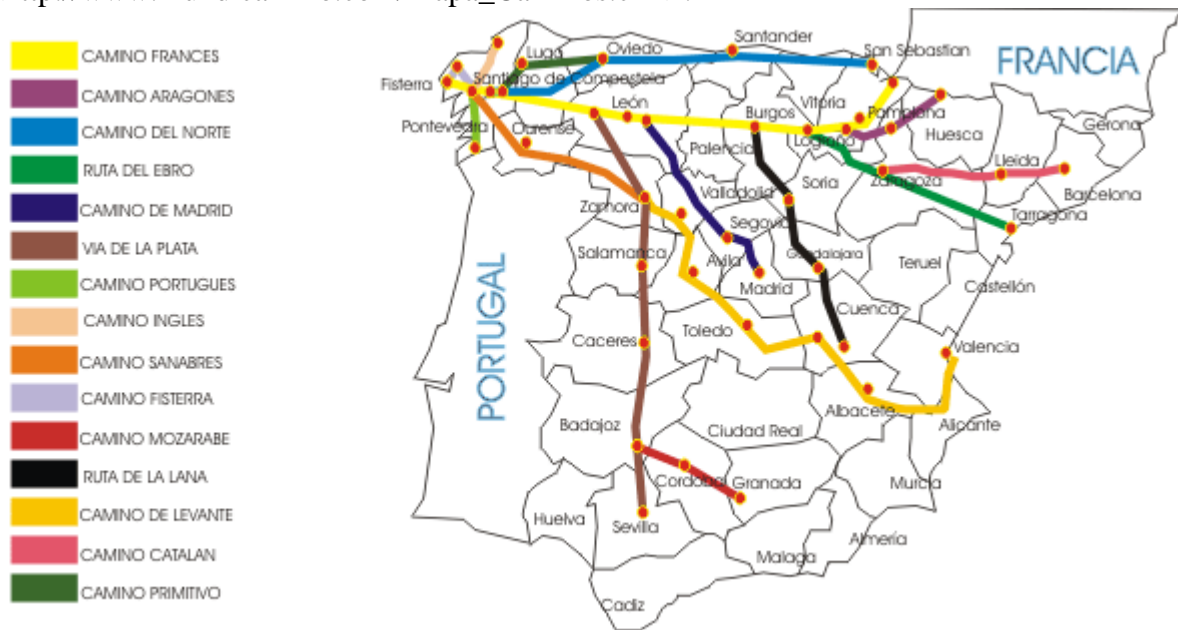 CAMINO FRANCES
CAMINO ARAGONES
CAMINO DEL NORTE
RUTA DEL EBRO
CAMINO DE MADRID
VIA DE LA PLATA
CAMINO PORTUGUES
CAMINO INGLES
CAMINO SANABRES
CAMINO FISTERRA
CAMINO MOZARABE
RUTA DE LA LANA
CAMINO DE LEVANTE
CAMINO CATALAN
CAMINO PRIMITIVO
Lugo
Oviedo
Santander
San Sebastian
FRANCIA
Fisterra
Santiago de Compostela
León
Burgos
Vitoria
Pamplona
Pontevedra
Ourense
Palencia
Logroño
Huesca
Gerona
Lleida
Zaragoza
Barcelona
Zamora
Valladolid
Soria
Tarragona
Segovia
Salamanca
Avila
Guadalajara
Teruel
Madrid
Castellón
PORTUGAL
Cuenca
Toledo
Caceres
Valencia
Albacete
Badajoz
Ciudad Real
Alicante
Cordoba
Granada
Murcia
Huelva
Sevilla
Almería
Malaga
Cadiz